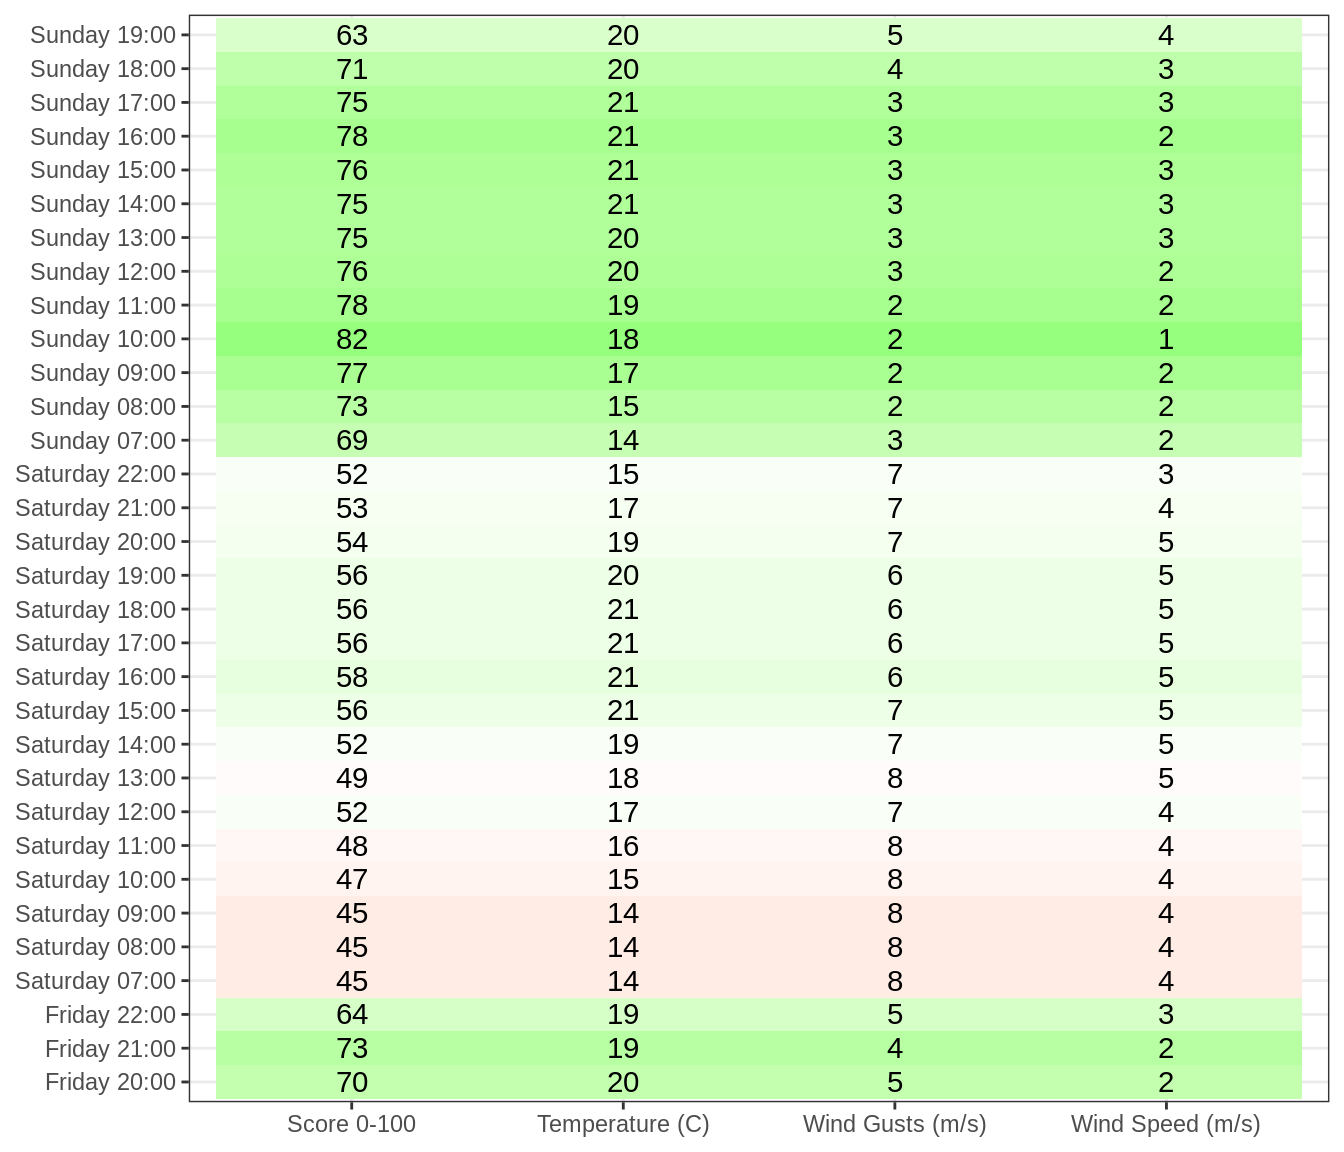 Sunday 19:00 63 20 5 4
Sunday 18:00 71 20 4 3
Sunday 17:00 75 21 3 3
Sunday 16:00 78 21 3 2
Sunday 15:00 76 21 3 3
Sunday 14:00 75 21 3 3
Sunday 13:00 75 20 3 3
Sunday 12:00 76 20 3 2
Sunday 11:00 78 19 2 2
Sunday 10:00 82 18 2 1
Sunday 09:00 77 17 2 2
Sunday 08:00 73 15 2 2
Sunday 07:00 69 14 3 2
Saturday 22:00 52 15 7 3
Saturday 21:00 53 17 7 4
Saturday 20:00 54 19 7 5
Saturday 19:00 56 20 6 5
Saturday 18:00 56 21 6 5
Saturday 17:00 56 21 6 5
Saturday 16:00 58 21 6 5
Saturday 15:00 56 21 7 5
Saturday 14:00 52 19 7 5
Saturday 13:00 49 18 8 5
Saturday 12:00 52 17 7 4
Saturday 11:00 48 16 8 4
Saturday 10:00 47 15 8 4
Saturday 09:00 45 14 8 4
Saturday 08:00 45 14 8 4
Saturday 07:00 45 14 8 4
Friday 22:00 64 19 5 3
Friday 21:00 73 19 4 2
Friday 20:00 70 20 5 2
Score 0-100 Temperature (C) Wind Gusts (m/s) Wind Speed (m/s)